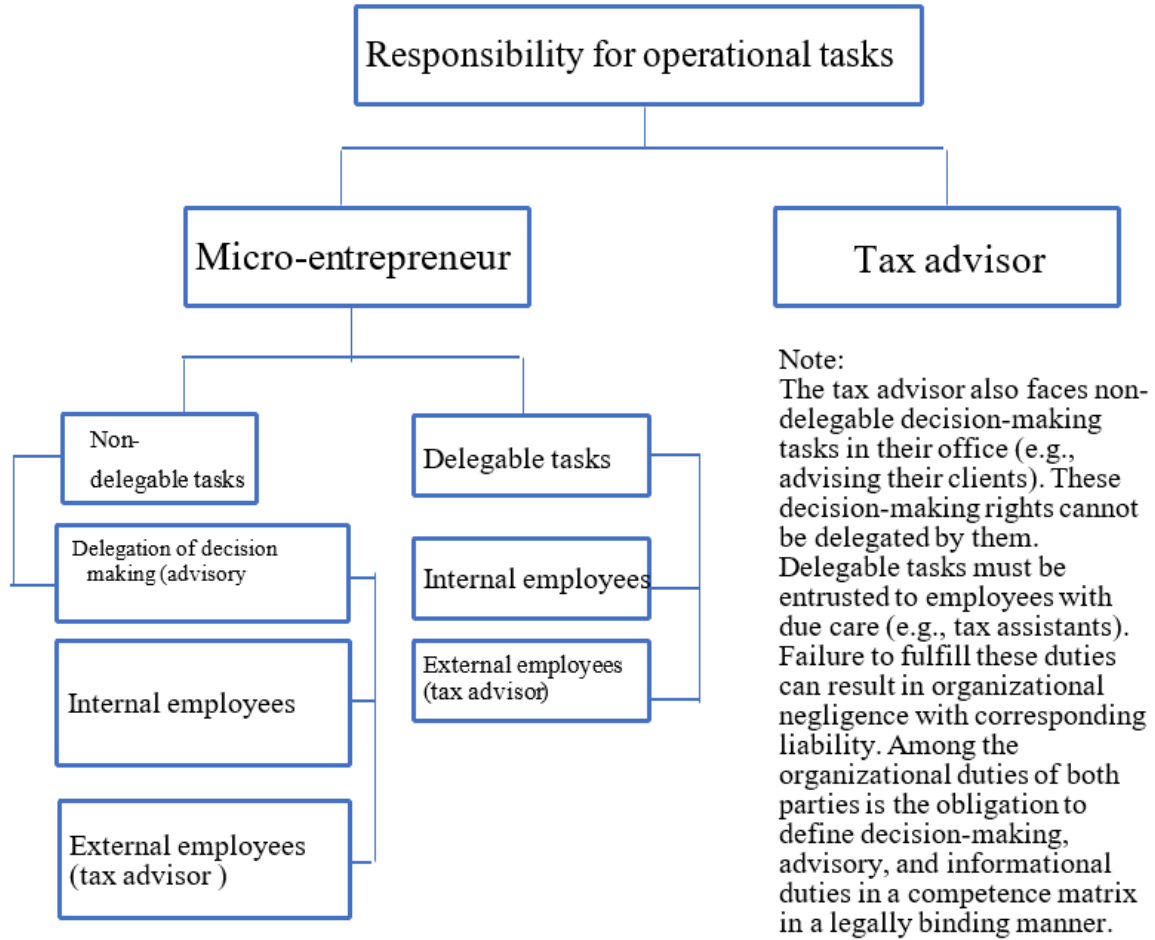 Responsibility for operational tasks
Micro-entrepreneur
Tax advisor
Non-
delegable tasks
Delegation of decision
making (advisory
Internal employees
External employees
(tax advisor )
Delegable tasks
Internal employees
External employees
(tax advisor)
Note:
The tax advisor also faces non-
delegable decision-making
tasks in their office (e.g.,
advising their clients). These
decision-making rights cannot
be delegated by them.
Delegable tasks must be
entrusted to employees with
due care (e.g., tax assistants).
Failure to fulfill these duties
can result in organizational
negligence with corresponding
liability. Among the
organizational duties of both
parties is the obligation to
define decision-making,
advisory, and informational
duties in a competence matrix
in a legally binding manner.